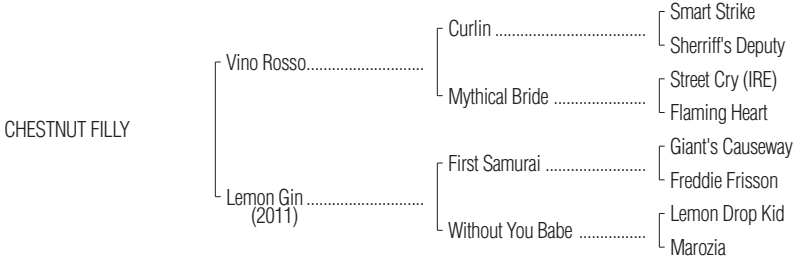 Smart Strike
Curlin ....................................
Sherriff's Deputy
Vino Rosso...........................
Street Cry (IRE)
Mythical Bride ......................
Flaming Heart
CHESTNUT FILLY
Giant's Causeway
First Samurai ........................
Freddie Frisson
Lemon Gin ...........................
(2011)
Lemon Drop Kid
Without You Babe ................
Marozia